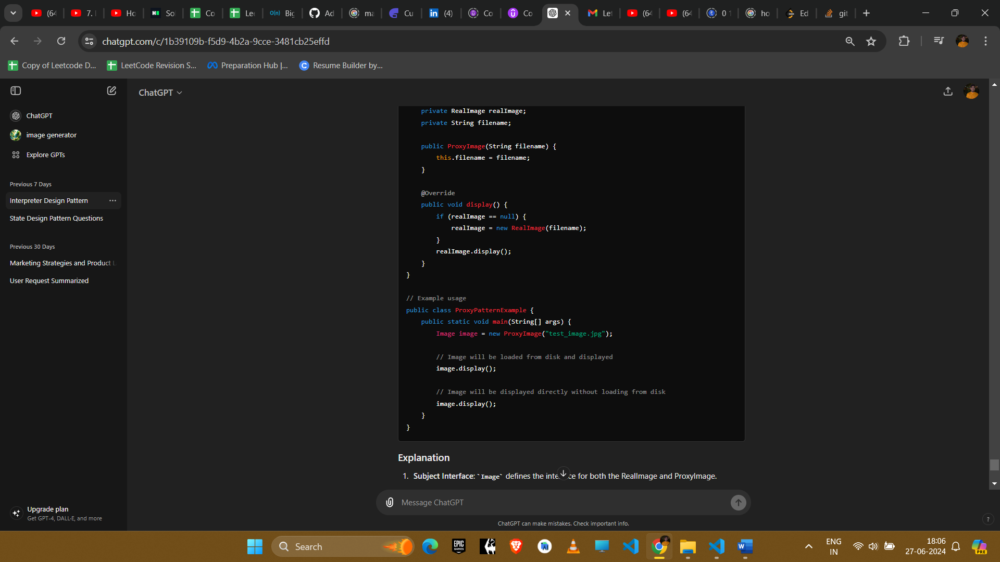 (64
7.
Ho
So
Co
Lee
O(n) Big
Ad
ma
Cu
(4)
Co
Co
Let
(64
(64
0 1
ho
Ed
git
chatgpt.com/c/1b39109b-f5d9-4b2a-9cce-3481cb25effd
Copy of Leetcode D...
LeetCode Revision S...
Preparation Hub |...
Resume Builder by...
ChatGPT
ChatGPT
image generator
Explore GPTs
Previous 7 Days
Interpreter Design Pattern
State Design Pattern Questions
Previous 30 Days
Marketing Strategies and Product L
User Request Summarized
Upgrade plan
Get GPT-4, DALL·E, and more
private RealImage realImage;
private String filename;
public ProxyImage(String filename) {
this.filename = filename;
}
@Override
public void display() {
if (realImage == null) {
realImage = new RealImage(filename);
}
realImage.display();
}
}
// Example usage
public class ProxyPatternExample {
public static void main(String[] args) {
Image image = new ProxyImage("test_image.jpg");
// Image will be loaded from disk and displayed
image.display();
// Image will be displayed directly without loading from disk
image.display();
}
}
Explanation
1. Subject Interface: `Image` defines the inte ce for both the RealImage and ProxyImage.
Message ChatGPT
ChatGPT can make mistakes. Check important info.
?
Search
EPIC GAMES
ENG
IN
18:06
27-06-2024
PRE